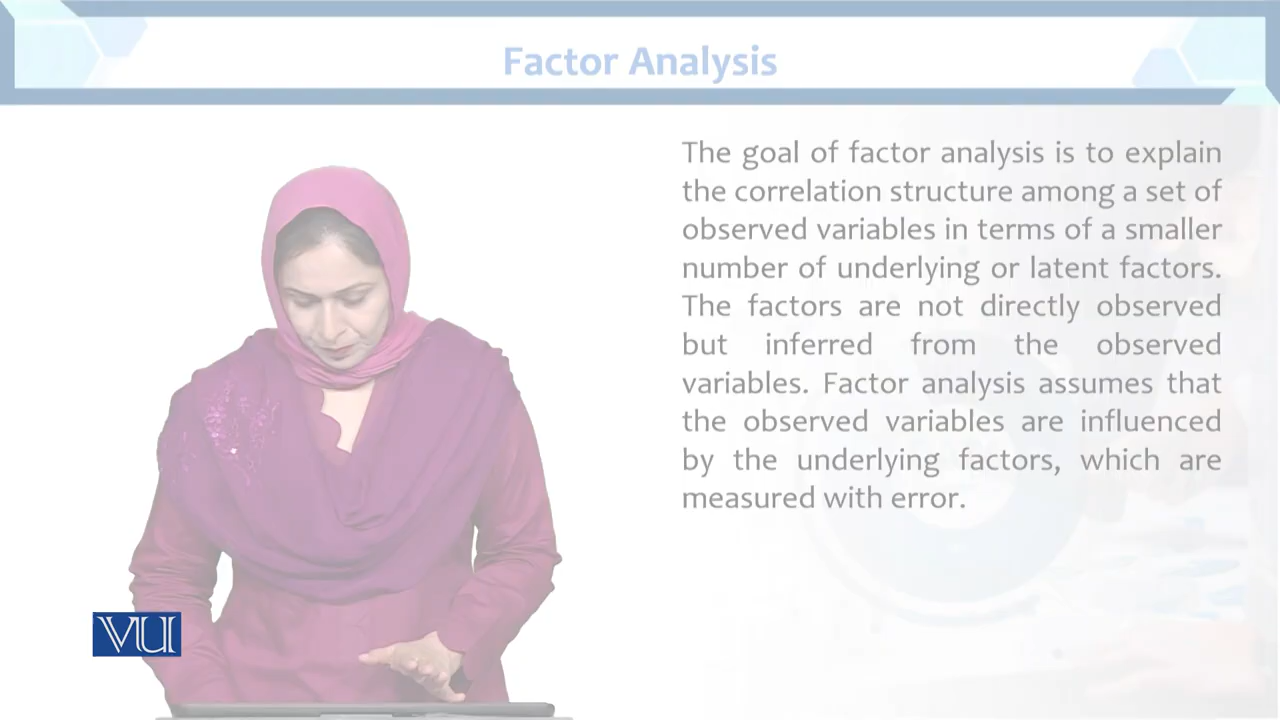 Factor Analysis
The goal of factor analysis is to explain
the correlation structure among a set of
observed variables in terms of a smaller
number of underlying or latent factors.
The factors are not directly observed
but inferred from the observed
variables. Factor analysis assumes that
the observed variables are influenced
by the underlying factors, which are
measured with error.
VU